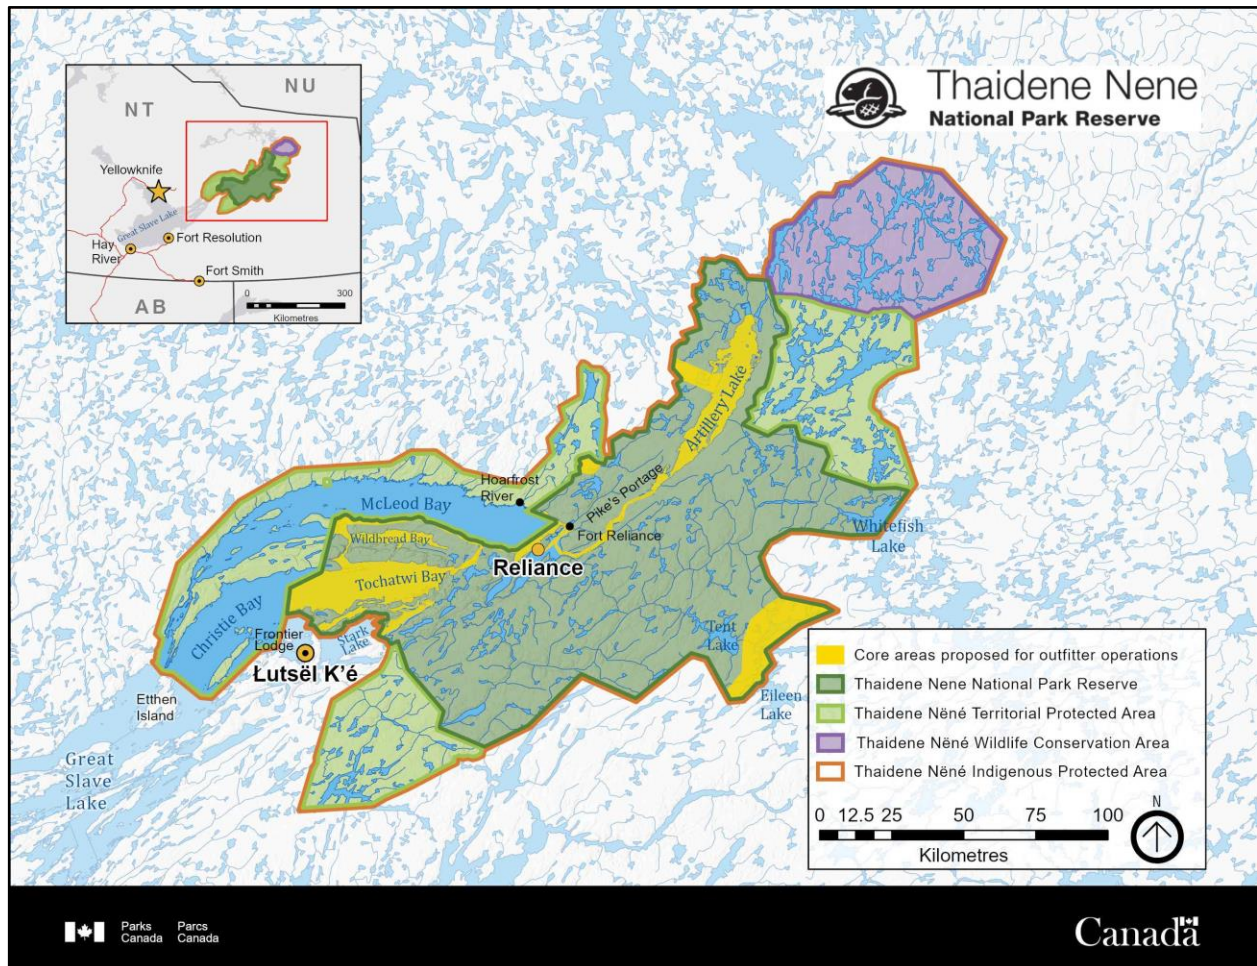 NU
NT
Yellowknife
Great Slave Lake
Fort Resolution
Hay
River
Fort Smith
AB
0 300
Kilometres
Thaidene Nene
National Park Reserve
Artillery Lake
Hoarfrost
River
Pike's Portage
McLeod Bay
Fort Reliance
Whitefish
Lake
Wildbread Bay
Reliance
Tochatwi Bay
Christie Bay
Frontier
Lodge
Stark
Lake
Łutsël K'é
Tent
Lake
Eileen
Lake
Etthen
Island
Great
Slave
Lake
Core areas proposed for outfitter operations
Thaidene Nene National Park Reserve
Thaidene Nëné Territorial Protected Area
Thaidene Nëné Wildlife Conservation Area
Thaidene Nëné Indigenous Protected Area
0 12.5 25 50 75 100
Kilometres
N
Parks Parcs
Canada Canada
Canada